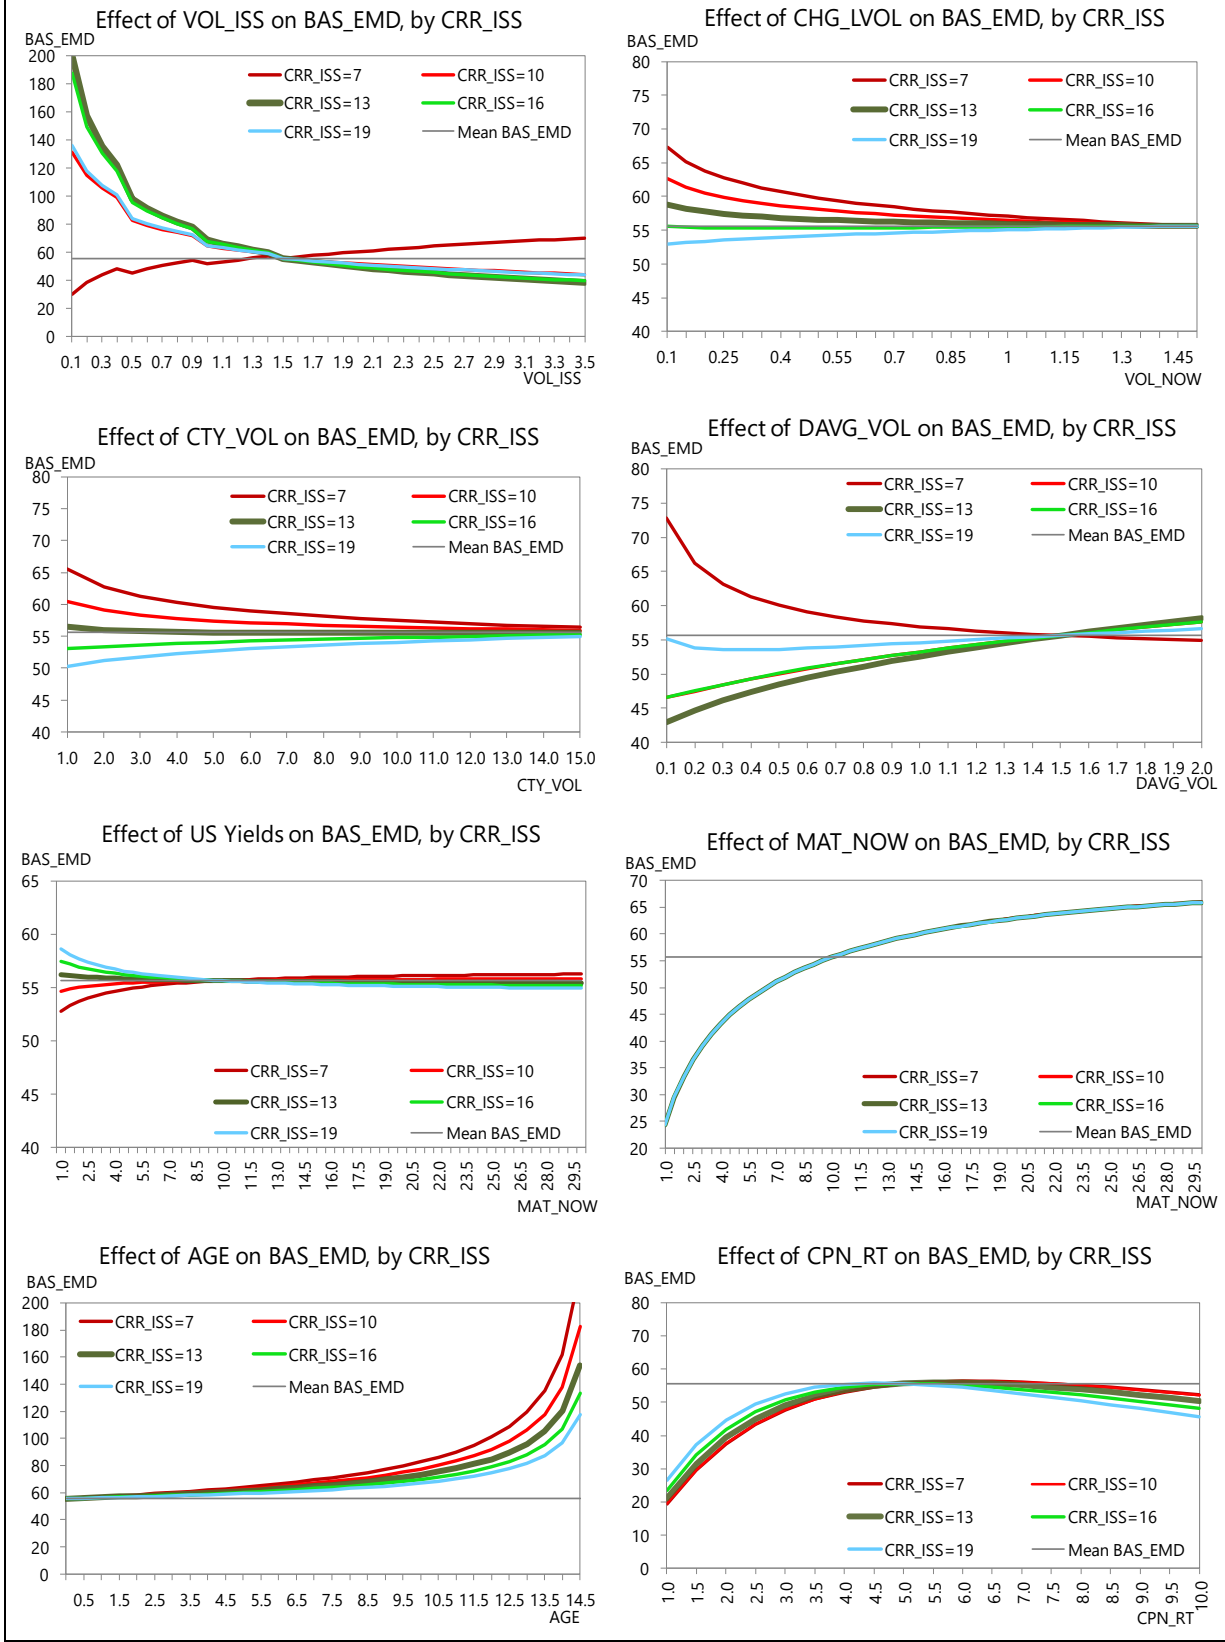 Effect of VOL_ISS on BAS_EMD, by CRR_ISS
BAS_EMD
CRR_ISS=7 CRR_ISS=10
CRR_ISS=13 CRR_ISS=16
CRR_ISS=19 Mean BAS_EMD
200
180
160
140
120
100
80
60
40
20
0
0.1 0.3 0.5 0.7 0.9 1.1 1.3 1.5 1.7 1.9 2.1 2.3 2.5 2.7 2.9 3.1 3.3 3.5
VOL_ISS
Effect of CHG_LVOL on BAS_EMD, by CRR_ISS
BAS_EMD
CRR_ISS=7 CRR_ISS=10
CRR_ISS=13 CRR_ISS=16
CRR_ISS=19 Mean BAS_EMD
80
75
70
65
60
55
50
45
40
0.1 0.25 0.4 0.55 0.7 0.85 1 1.15 1.3 1.45
VOL_NOW
Effect of CTY_VOL on BAS_EMD, by CRR_ISS
BAS_EMD
CRR_ISS=7 CRR_ISS=10
CRR_ISS=13 CRR_ISS=16
CRR_ISS=19 Mean BAS_EMD
80
75
70
65
60
55
50
45
40
1.0 2.0 3.0 4.0 5.0 6.0 7.0 8.0 9.0 10.0 11.0 12.0 13.0 14.0 15.0
CTY_VOL
Effect of DAVG_VOL on BAS_EMD, by CRR_ISS
BAS_EMD
CRR_ISS=7 CRR_ISS=10
CRR_ISS=13 CRR_ISS=16
CRR_ISS=19 Mean BAS_EMD
80
75
70
65
60
55
50
45
40
0.1 0.2 0.3 0.4 0.5 0.6 0.7 0.8 0.9 1.0 1.1 1.2 1.3 1.4 1.5 1.6 1.7 1.8 1.9 2.0
DAVG_VOL
Effect of US Yields on BAS_EMD, by CRR_ISS
BAS_EMD
65
60
55
50
45
40
CRR_ISS=7 CRR_ISS=10
CRR_ISS=13 CRR_ISS=16
CRR_ISS=19 Mean BAS_EMD
1.0 2.5 4.0 5.5 7.0 8.5 10.0 11.5 13.0 14.5 16.0 17.5 19.0 20.5 22.0 23.5 25.0 26.5 28.0 29.5
MAT_NOW
Effect of MAT_NOW on BAS_EMD, by CRR_ISS
BAS_EMD
70
65
60
55
50
45
40
35
30
25
20
CRR_ISS=7 CRR_ISS=10
CRR_ISS=13 CRR_ISS=16
CRR_ISS=19 Mean BAS_EMD
1.0 2.5 4.0 5.5 7.0 8.5 10.0 11.5 13.0 14.5 16.0 17.5 19.0 20.5 22.0 23.5 25.0 26.5 28.0 29.5
MAT_NOW
Effect of AGE on BAS_EMD, by CRR_ISS
BAS_EMD
CRR_ISS=7 CRR_ISS=10
CRR_ISS=13 CRR_ISS=16
CRR_ISS=19 Mean BAS_EMD
200
180
160
140
120
100
80
60
40
20
0
0.5 1.5 2.5 3.5 4.5 5.5 6.5 7.5 8.5 9.5 10.5 11.5 12.5 13.5 14.5
AGE
Effect of CPN_RT on BAS_EMD, by CRR_ISS
BAS_EMD
80
70
60
50
40
30
20
10
0
CRR_ISS=7 CRR_ISS=10
CRR_ISS=13 CRR_ISS=16
CRR_ISS=19 Mean BAS_EMD
1.0 1.5 2.0 2.5 3.0 3.5 4.0 4.5 5.0 5.5 6.0 6.5 7.0 7.5 8.0 8.5 9.0 9.5 10.0
CPN_RT